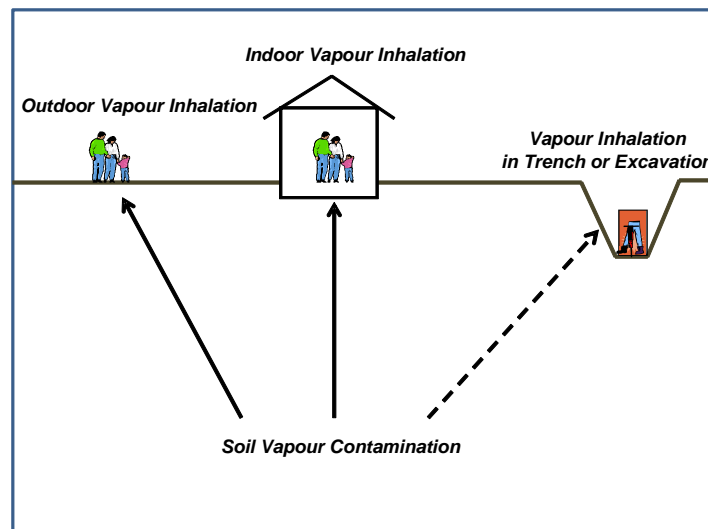 Indoor Vapour Inhalation
Outdoor Vapour Inhalation
Vapour Inhalation
in Trench or Excavation
Soil Vapour Contamination